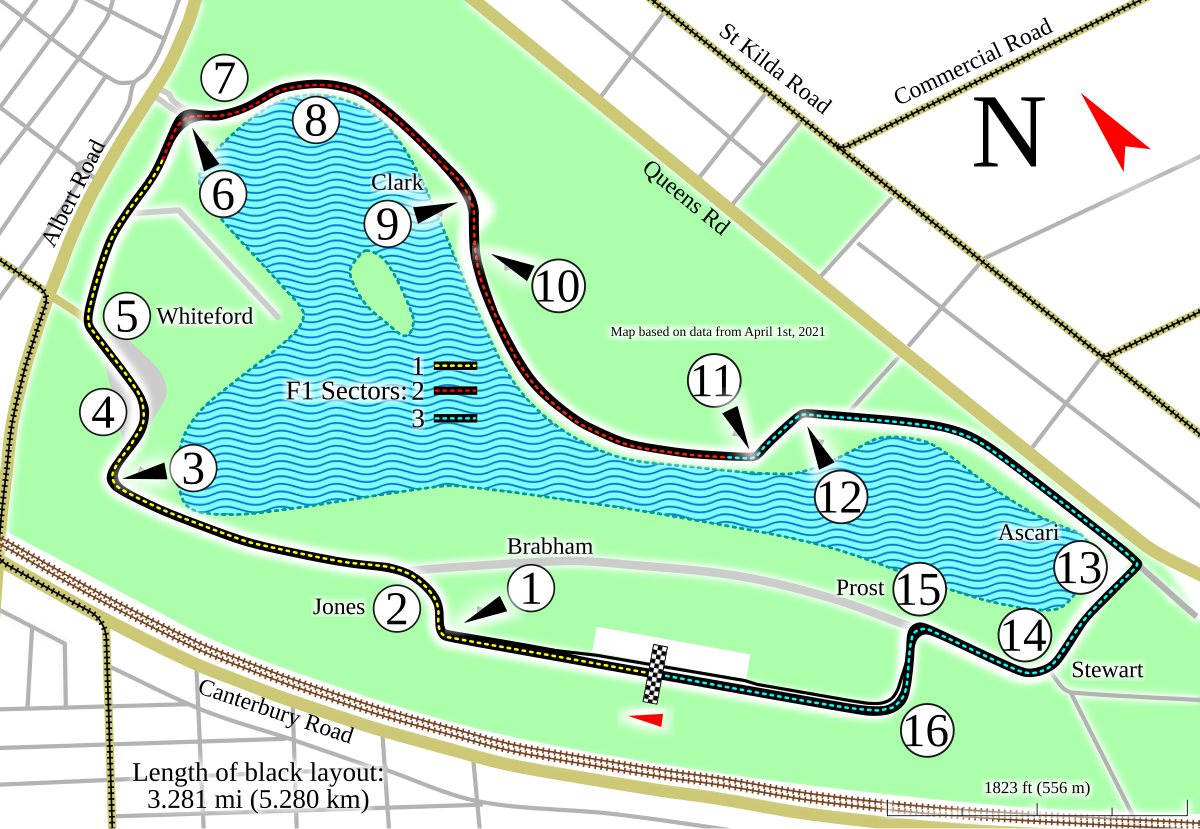 St Kilda Road
Commercial Road
N
7
8
Albert Road
Queens Rd
6
Clark
9
10
5
Whiteford
Map based on data from April 1st, 2021
1
F1 Sectors: 2
3
11
4
3
12
Ascari
13
Brabham
1
Prost
15
Jones
2
14
Stewart
Canterbury Road
16
Length of black layout:
3.281 mi (5.280 km)
1823 ft (556 m)